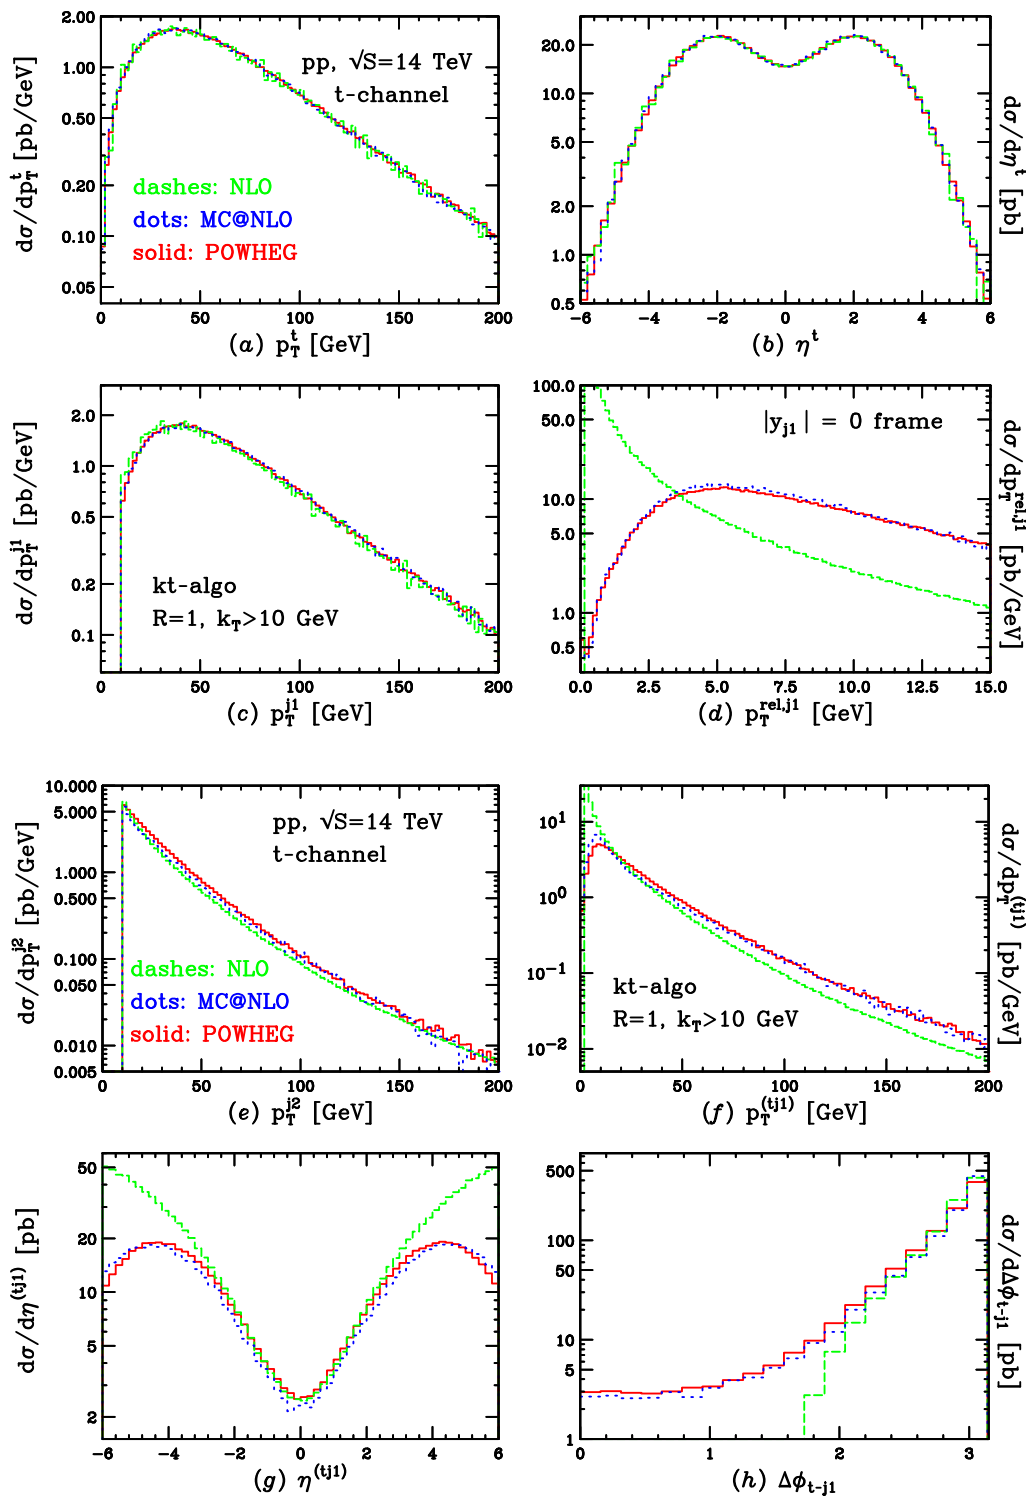 2.00
1.00
0.50
0.20
0.10
0.05
dσ/dp_T^t [pb/GeV]
pp, √S=14 TeV
t-channel
dashes: NLO
dots: MC@NLO
solid: POWHEG
0 50 100 150 200
(a) p_T^t [GeV]
20.0
10.0
5.0
2.0
1.0
0.5
dσ/dη^t [pb]
−6 −4 −2 0 2 4 6
(b) η^t
2.0
1.0
0.5
0.2
0.1
dσ/dp_T^j1 [pb/GeV]
kt-algo
R=1, k_T>10 GeV
0 50 100 150 200
(c) p_T^j1 [GeV]
100.0
50.0
10.0
5.0
1.0
0.5
|y_j1| = 0 frame
dσ/dp_T^rel,j1 [pb/GeV]
0.0 2.5 5.0 7.5 10.0 12.5 15.0
(d) p_T^rel,j1 [GeV]
10.000
5.000
1.000
0.500
0.100
0.050
0.010
0.005
dσ/dp_T^j2 [pb/GeV]
pp, √S=14 TeV
t-channel
dashes: NLO
dots: MC@NLO
solid: POWHEG
0 50 100 150 200
(e) p_T^j2 [GeV]
10^1
10^0
10^−1
10^−2
dσ/dp_T^(tj1) [pb/GeV]
kt-algo
R=1, k_T>10 GeV
0 50 100 150 200
(f) p_T^(tj1) [GeV]
50
20
10
5
2
dσ/dη^(tj1) [pb]
−6 −4 −2 0 2 4 6
(g) η^(tj1)
500
100
50
10
5
1
dσ/dΔϕ_t−j1 [pb]
0 1 2 3
(h) Δϕ_t−j1